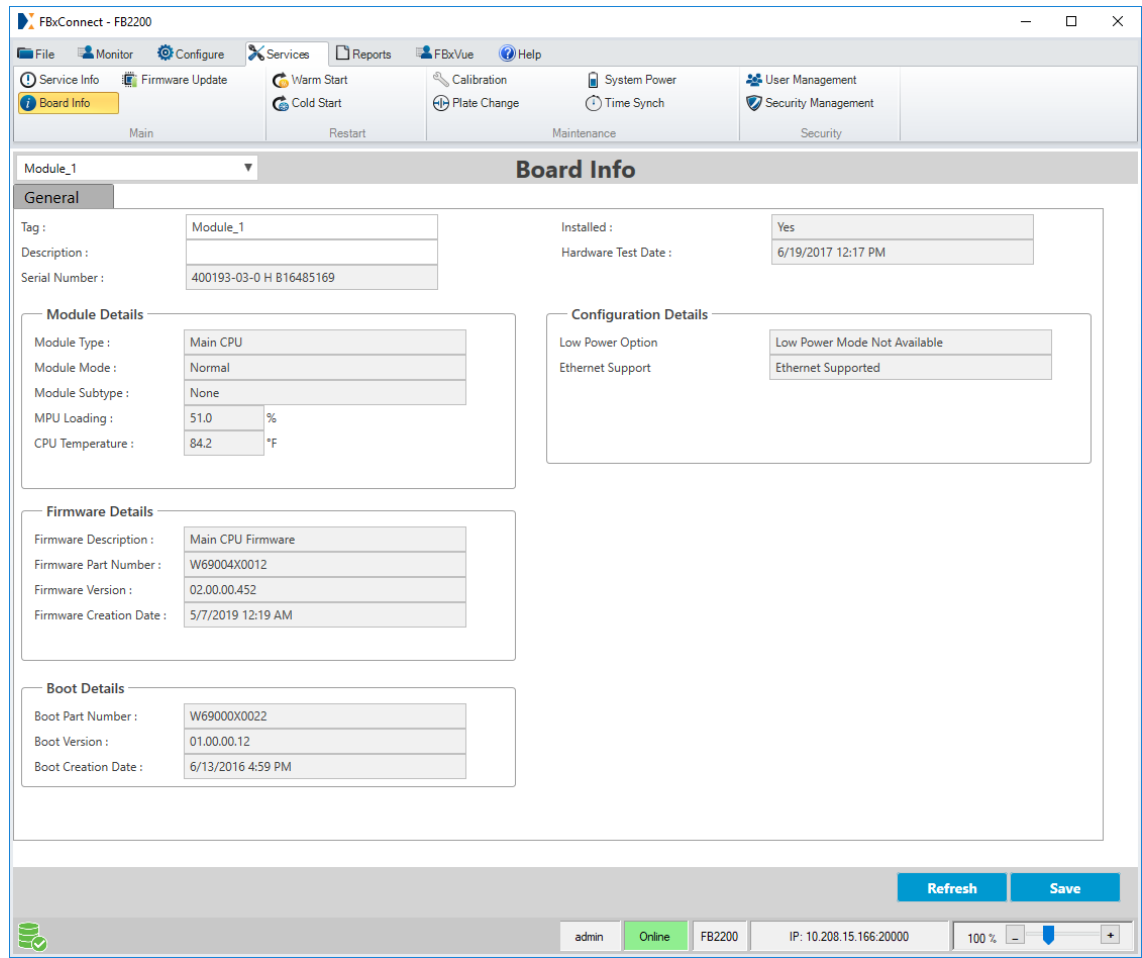 FBxConnect - FB2200
File Monitor Configure Services Reports FBxVue Help
Service Info Firmware Update Warm Start Calibration System Power User Management
Board Info Cold Start Plate Change Time Synch Security Management
Main Restart Maintenance Security
Module_1 Board Info
General
Tag : Module_1 Installed : Yes
Description : Hardware Test Date : 6/19/2017 12:17 PM
Serial Number : 400193-03-0 H B16485169
Module Details Configuration Details
Module Type : Main CPU Low Power Option Low Power Mode Not Available
Module Mode : Normal Ethernet Support Ethernet Supported
Module Subtype : None
MPU Loading : 51.0 %
CPU Temperature : 84.2 °F
Firmware Details
Firmware Description : Main CPU Firmware
Firmware Part Number : W69004X0012
Firmware Version : 02.00.00.452
Firmware Creation Date : 5/7/2019 12:19 AM
Boot Details
Boot Part Number : W69000X0022
Boot Version : 01.00.00.12
Boot Creation Date : 6/13/2016 4:59 PM
Refresh Save
admin Online FB2200 IP: 10.208.15.166:20000 100 % - +